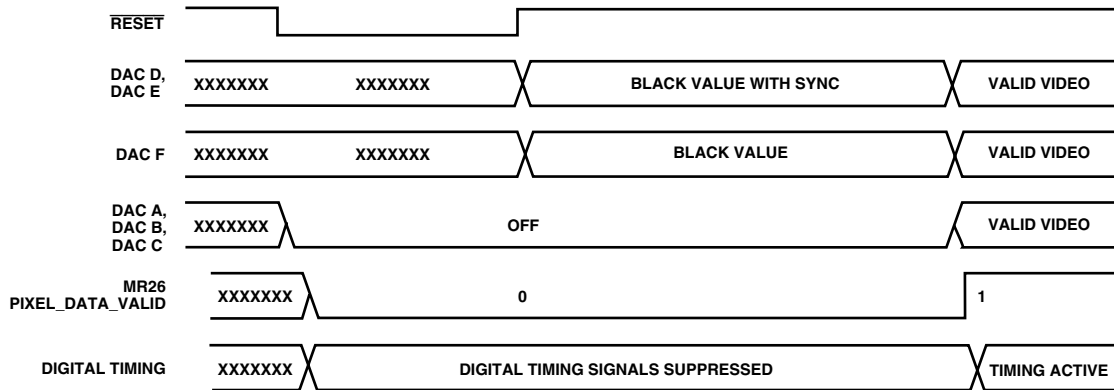 RESET
DAC D,
DAC E
XXXXXXX XXXXXXX BLACK VALUE WITH SYNC VALID VIDEO
DAC F XXXXXXX XXXXXXX BLACK VALUE VALID VIDEO
DAC A,
DAC B,
DAC C
XXXXXXX OFF VALID VIDEO
MR26
PIXEL_DATA_VALID
XXXXXXX 0 1
DIGITAL TIMING XXXXXXX DIGITAL TIMING SIGNALS SUPPRESSED TIMING ACTIVE